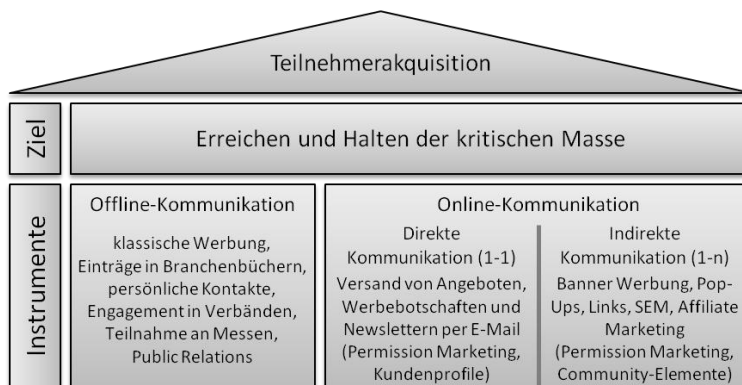 Teilnehmerakquisition
Ziel
Erreichen und Halten der kritischen Masse
Instrumente
Offline-Kommunikation
klassische Werbung,
Einträge in Branchenbüchern,
persönliche Kontakte,
Engagement in Verbänden,
Teilnahme an Messen,
Public Relations
Online-Kommunikation
Direkte
Kommunikation (1-1)
Versand von Angeboten,
Werbebotschaften und
Newslettern per E-Mail
(Permission Marketing,
Kundenprofile)
Indirekte
Kommunikation (1-n)
Banner Werbung, Pop-
Ups, Links, SEM, Affiliate
Marketing
(Permission Marketing,
Community-Elemente)